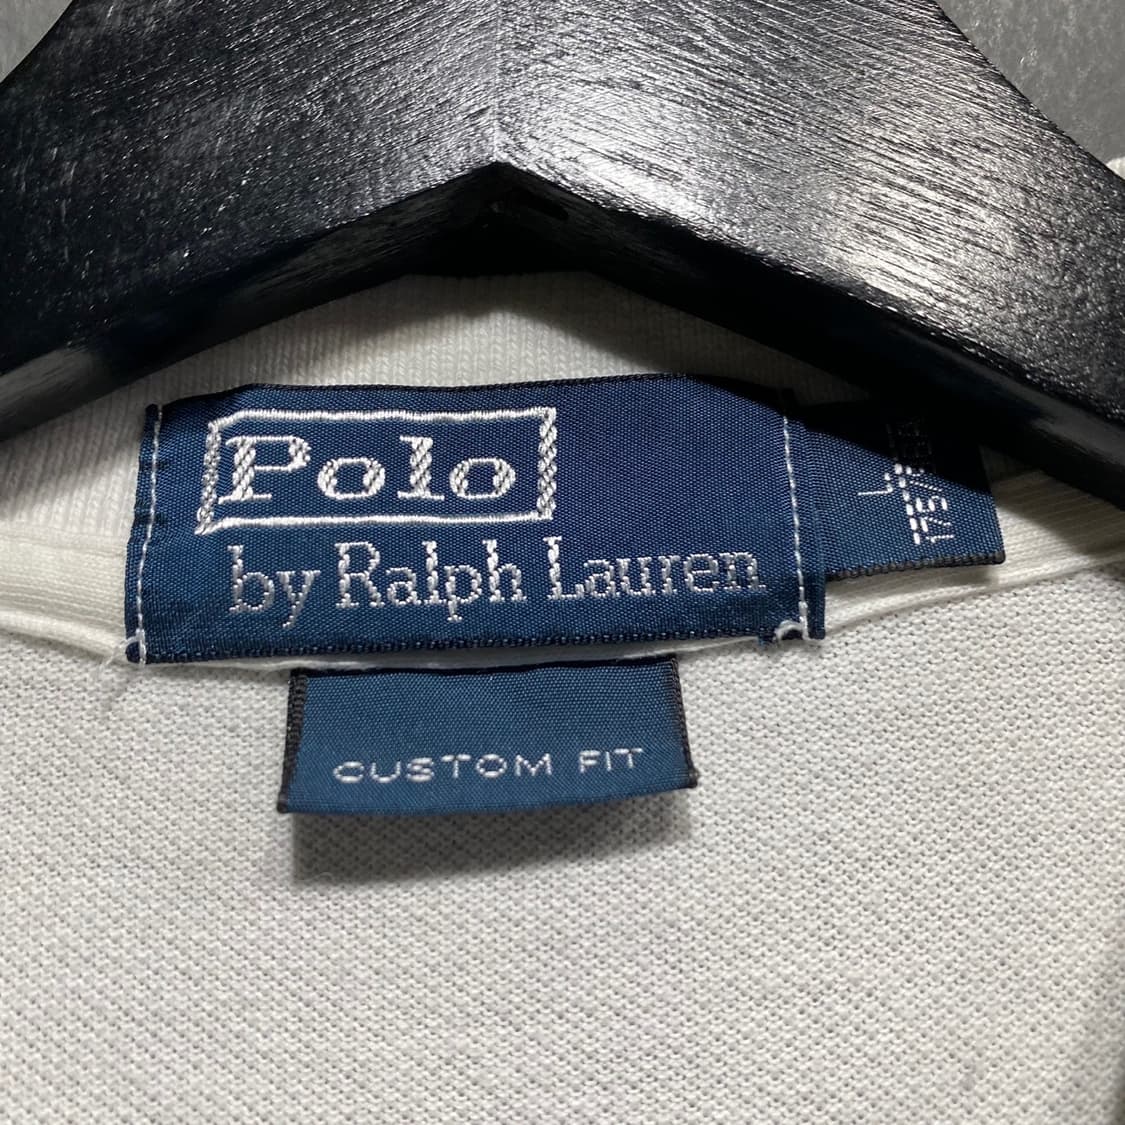 Polo
by Ralph Lauren
L
CUSTOM FIT